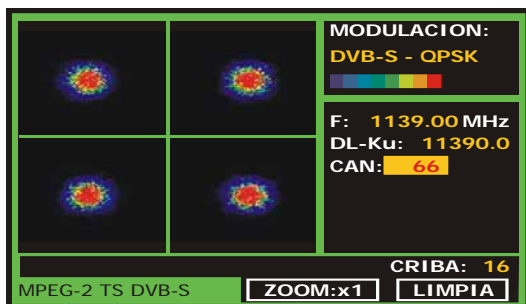 MODULACION:
DVB-S - QPSK
F: 1139.00 MHz
DL-Ku: 11390.0
CAN: 66
CRIBA: 16
MPEG-2 TS DVB-S ZOOM:x1 LIMPIA